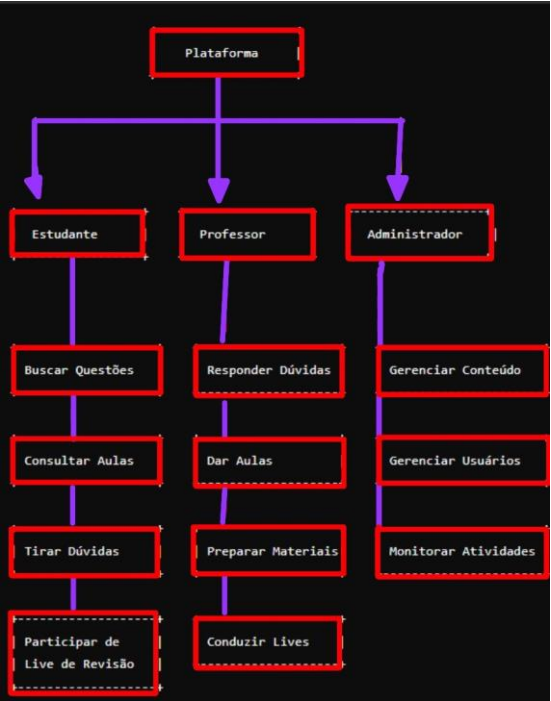 Plataforma
Estudante
Professor
Administrador
Buscar Questões
Responder Dúvidas
Gerenciar Conteúdo
Consultar Aulas
Dar Aulas
Gerenciar Usuários
Tirar Dúvidas
Preparar Materiais
Monitorar Atividades
Participar de
Live de Revisão
Conduzir Lives